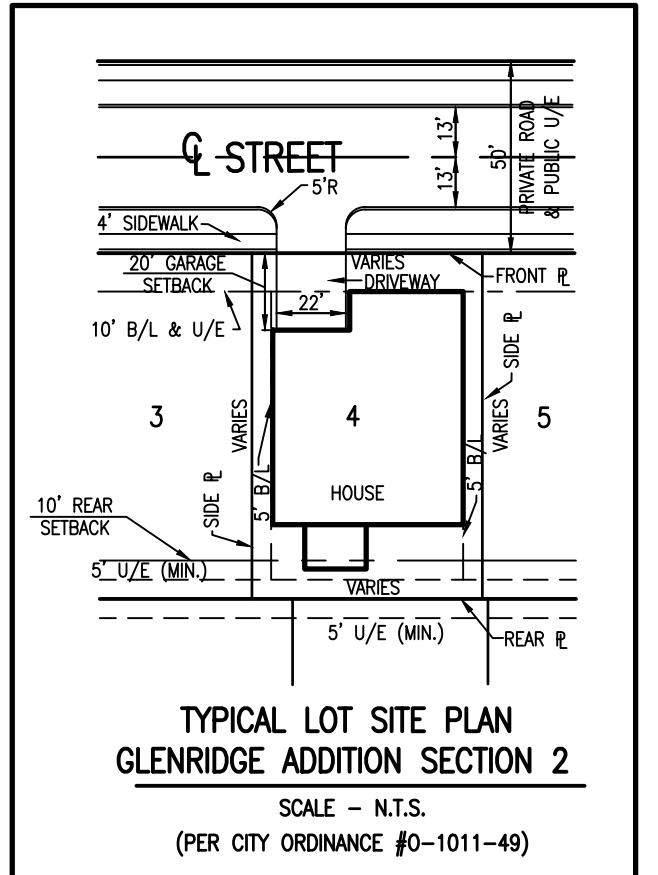 ℄ STREET
13'
13'
50'
PRIVATE ROAD
& PUBLIC U/E
5'R
4' SIDEWALK
20' GARAGE
SETBACK
VARIES
DRIVEWAY
FRONT ⅊
22'
10' B/L & U/E
SIDE ⅊
3
VARIES
4
VARIES
5
5' B/L
5' B/L
HOUSE
SIDE ⅊
10' REAR
SETBACK
5' U/E (MIN.)
VARIES
5' U/E (MIN.)
REAR ⅊
TYPICAL LOT SITE PLAN
GLENRIDGE ADDITION SECTION 2
SCALE - N.T.S.
(PER CITY ORDINANCE #O-1011-49)